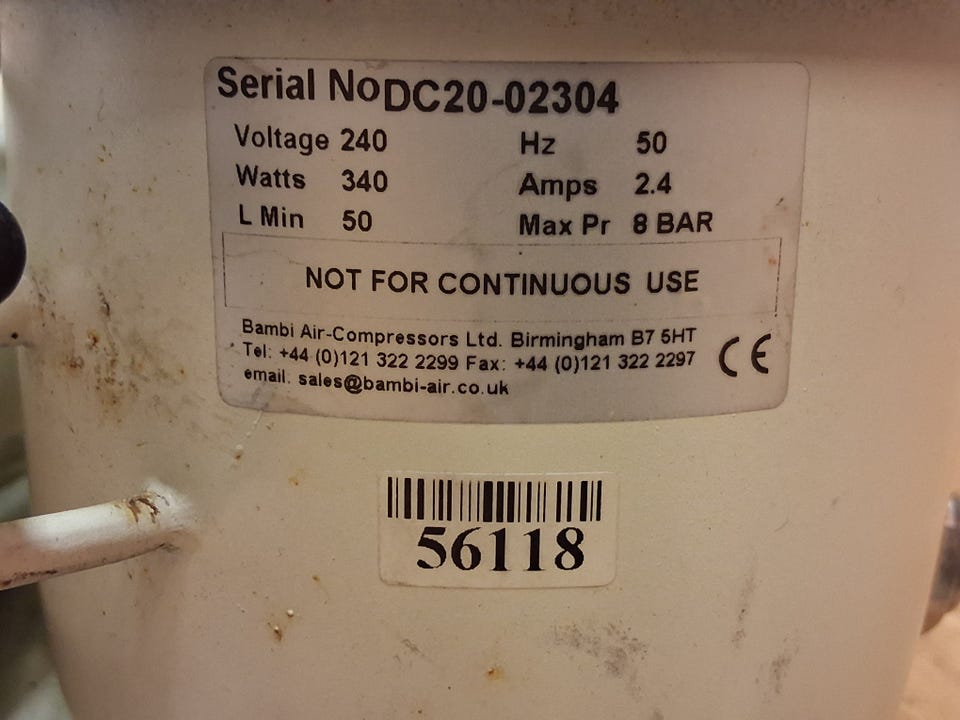 Serial No DC20-02304
Voltage 240 Hz 50
Watts 340 Amps 2.4
L Min 50 Max Pr 8 BAR
NOT FOR CONTINUOUS USE
Bambi Air-Compressors Ltd. Birmingham B7 5HT
Tel: +44 (0)121 322 2299 Fax: +44 (0)121 322 2297
email. sales@bambi-air.co.uk
CE
56118